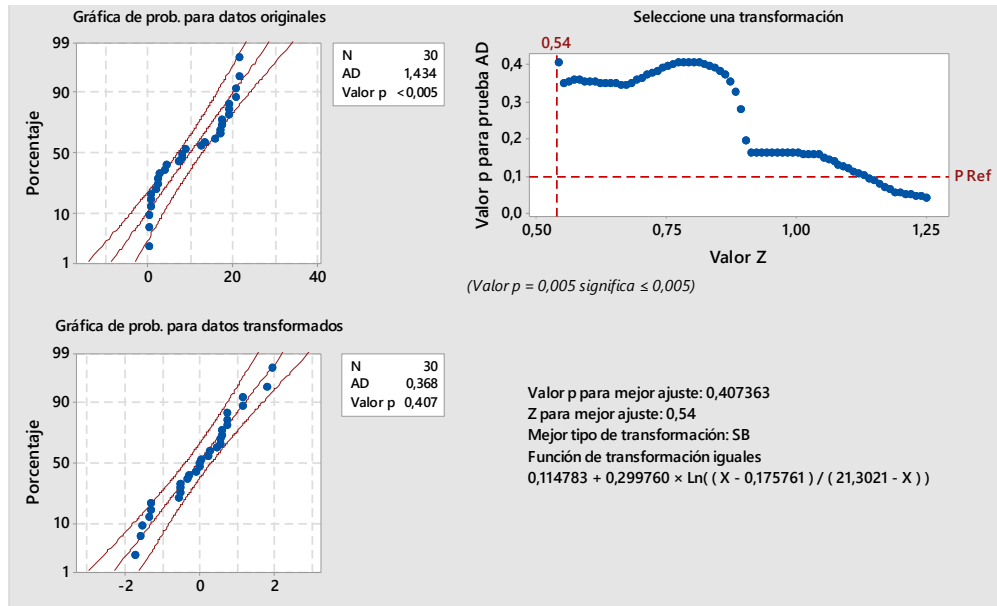 Gráfica de prob. para datos originales
99
90
50
10
1
Porcentaje
0
20
40
N 30
AD 1,434
Valor p <0,005
Seleccione una transformación
0,54
0,4
0,3
0,2
0,1
0,0
Valor p para prueba AD
P Ref
0,50
0,75
1,00
1,25
Valor Z
(Valor p = 0,005 significa ≤ 0,005)
Gráfica de prob. para datos transformados
99
90
50
10
1
Porcentaje
-2
0
2
N 30
AD 0,368
Valor p 0,407
Valor p para mejor ajuste: 0,407363
Z para mejor ajuste: 0,54
Mejor tipo de transformación: SB
Función de transformación iguales
0,114783 + 0,299760 × Ln( ( X - 0,175761 ) / ( 21,3021 - X ) )